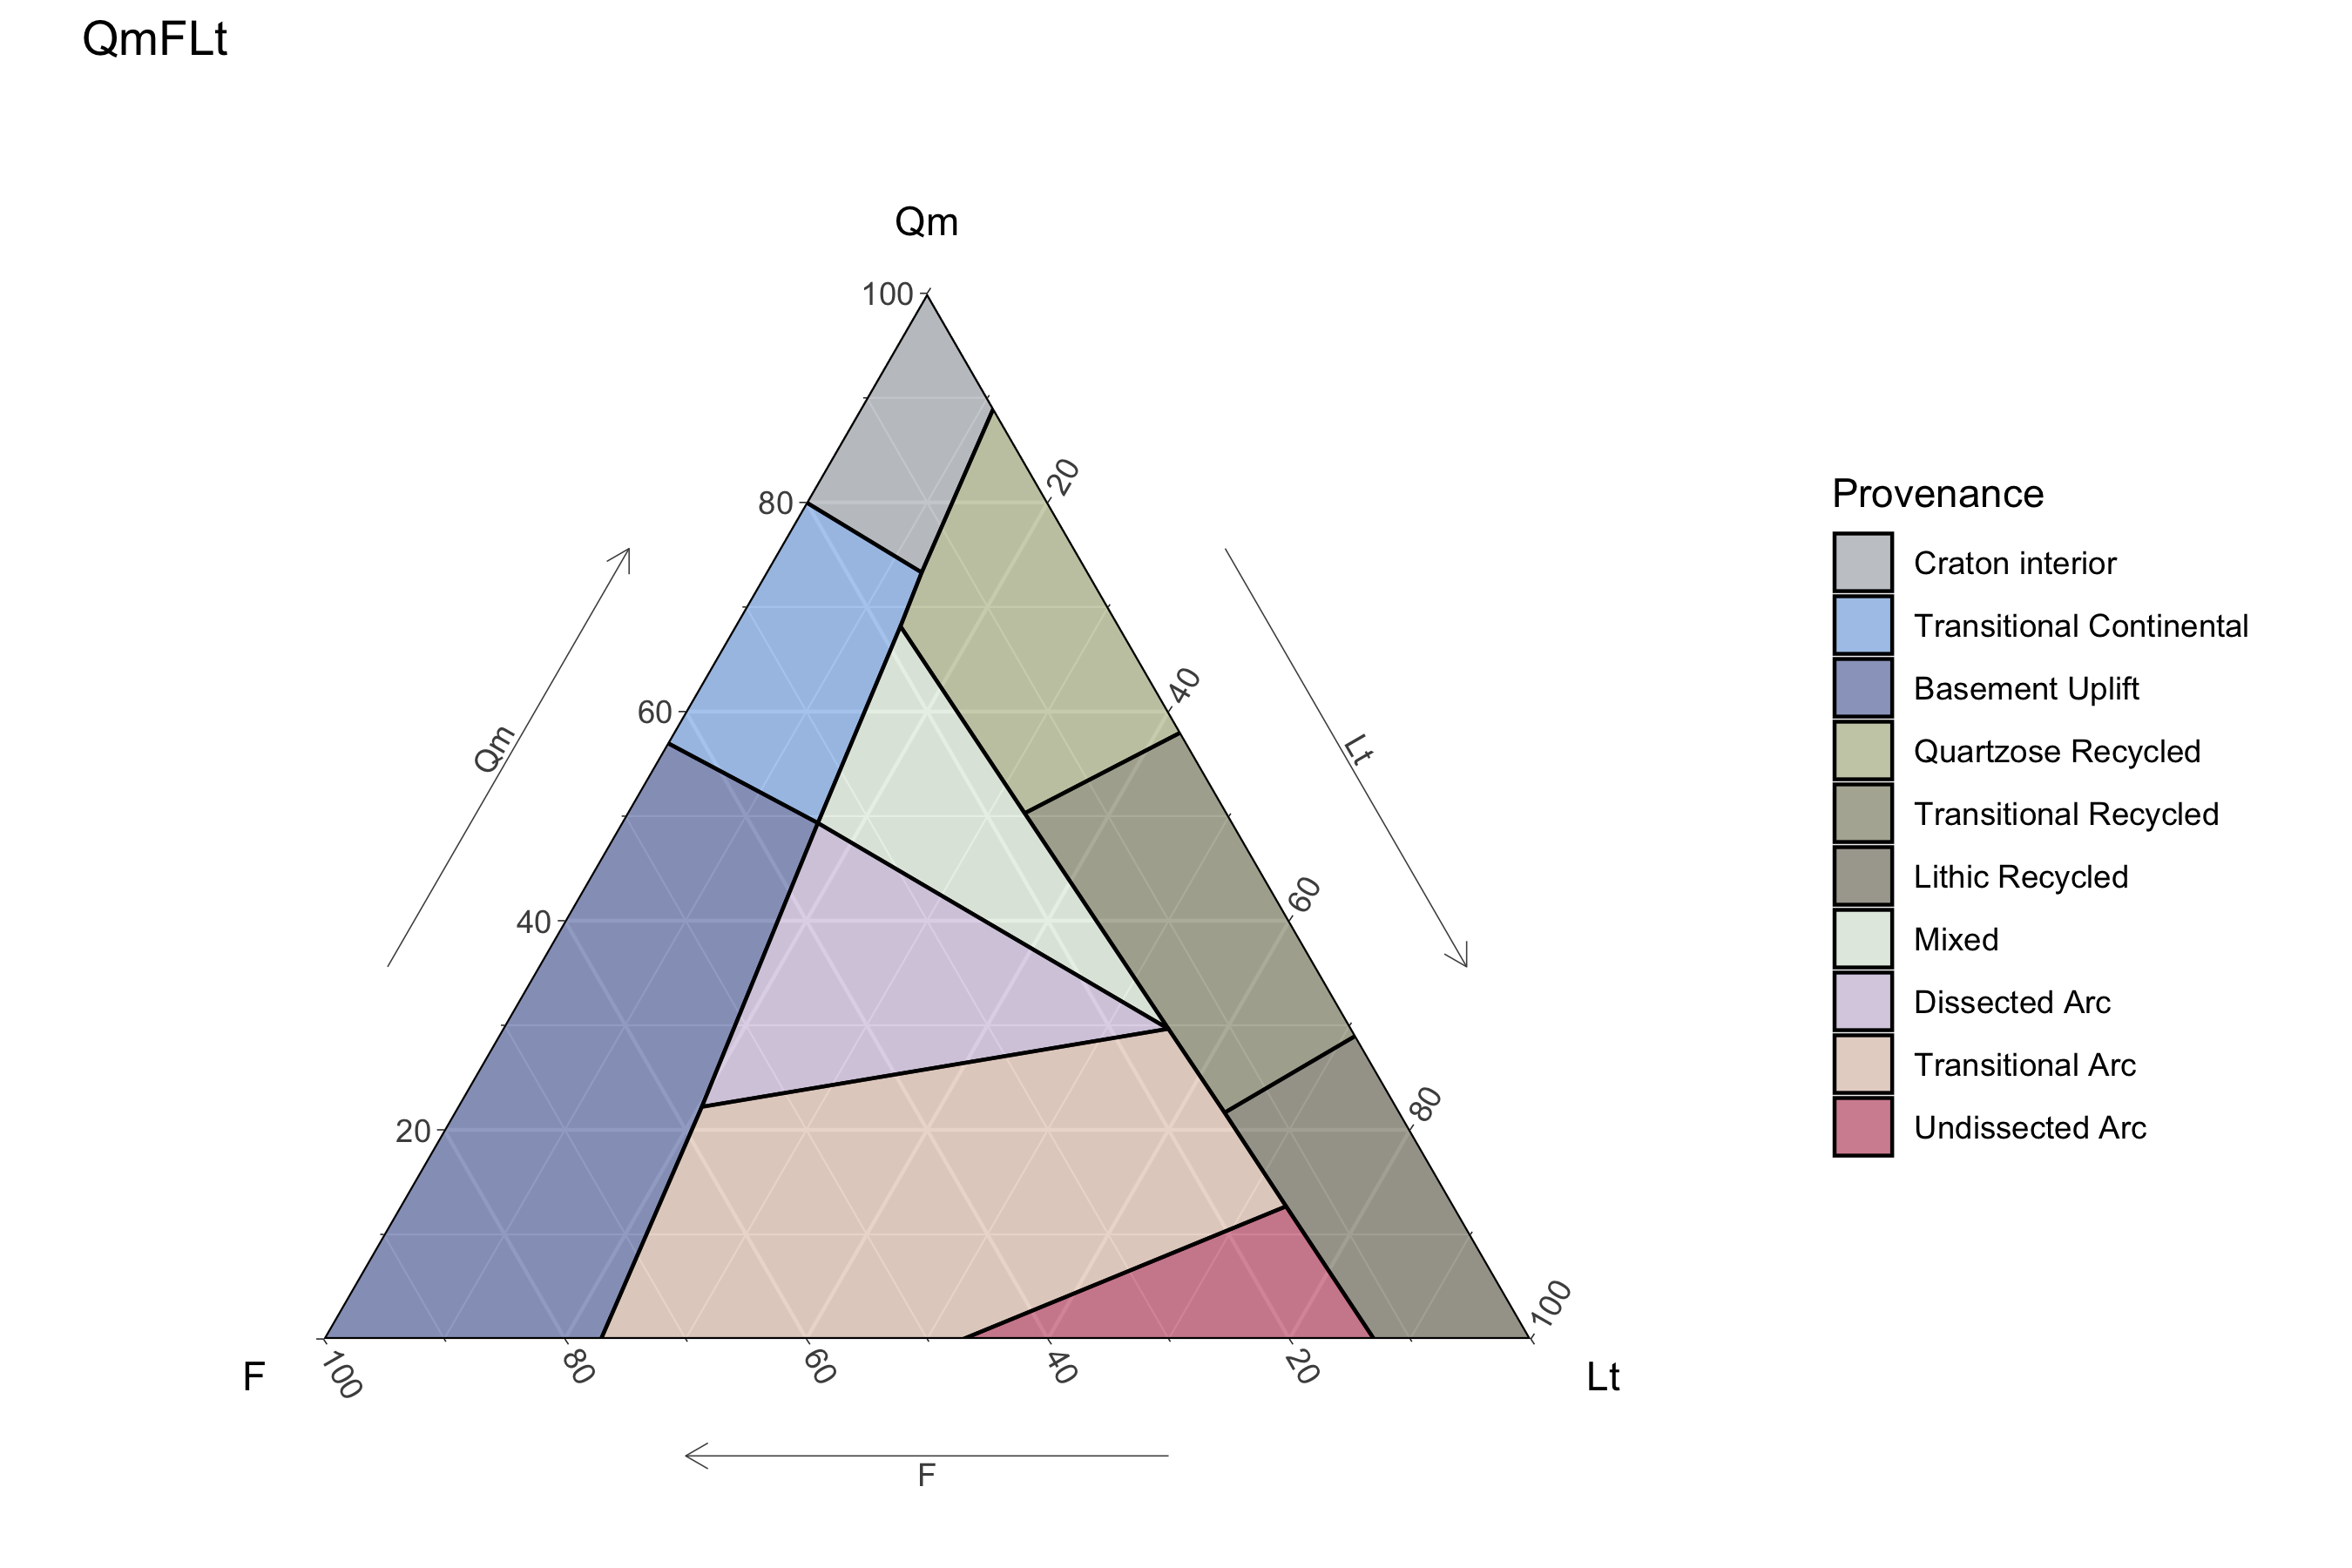 QmFLt
Qm
100
80
60
40
20
20
40
60
80
100
Qm
Lt
F
Lt
100
80
60
40
20
F
Provenance
Craton interior
Transitional Continental
Basement Uplift
Quartzose Recycled
Transitional Recycled
Lithic Recycled
Mixed
Dissected Arc
Transitional Arc
Undissected Arc